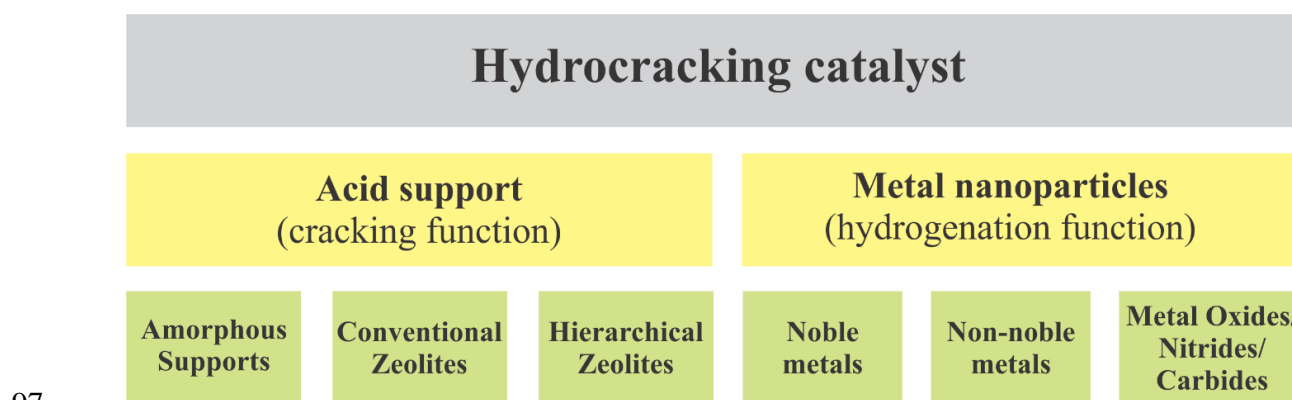 Hydrocracking catalyst
Acid support
(cracking function)
Metal nanoparticles
(hydrogenation function)
Amorphous
Supports
Conventional
Zeolites
Hierarchical
Zeolites
Noble
metals
Non-noble
metals
Metal Oxides/
Nitrides/
Carbides